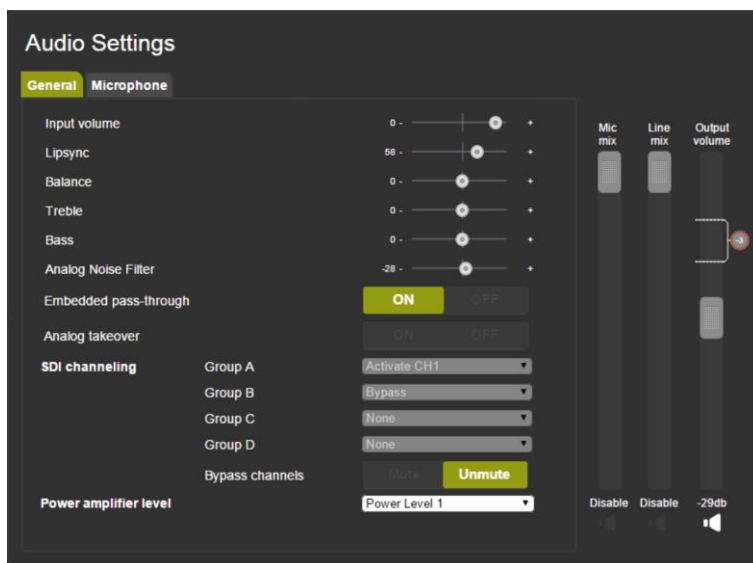 Audio Settings
General Microphone
Input volume 0 - +
Lipsync 58 - +
Balance 0 - +
Treble 0 - +
Bass 0 - +
Analog Noise Filter -28 - +
Embedded pass-through ON OFF
Analog takeover ON OFF
SDI channeling Group A Activate CH1
Group B Bypass
Group C None
Group D None
Bypass channels Mute Unmute
Power amplifier level Power Level 1
Mic mix
Line mix
Output volume
-3
Disable Disable -29db